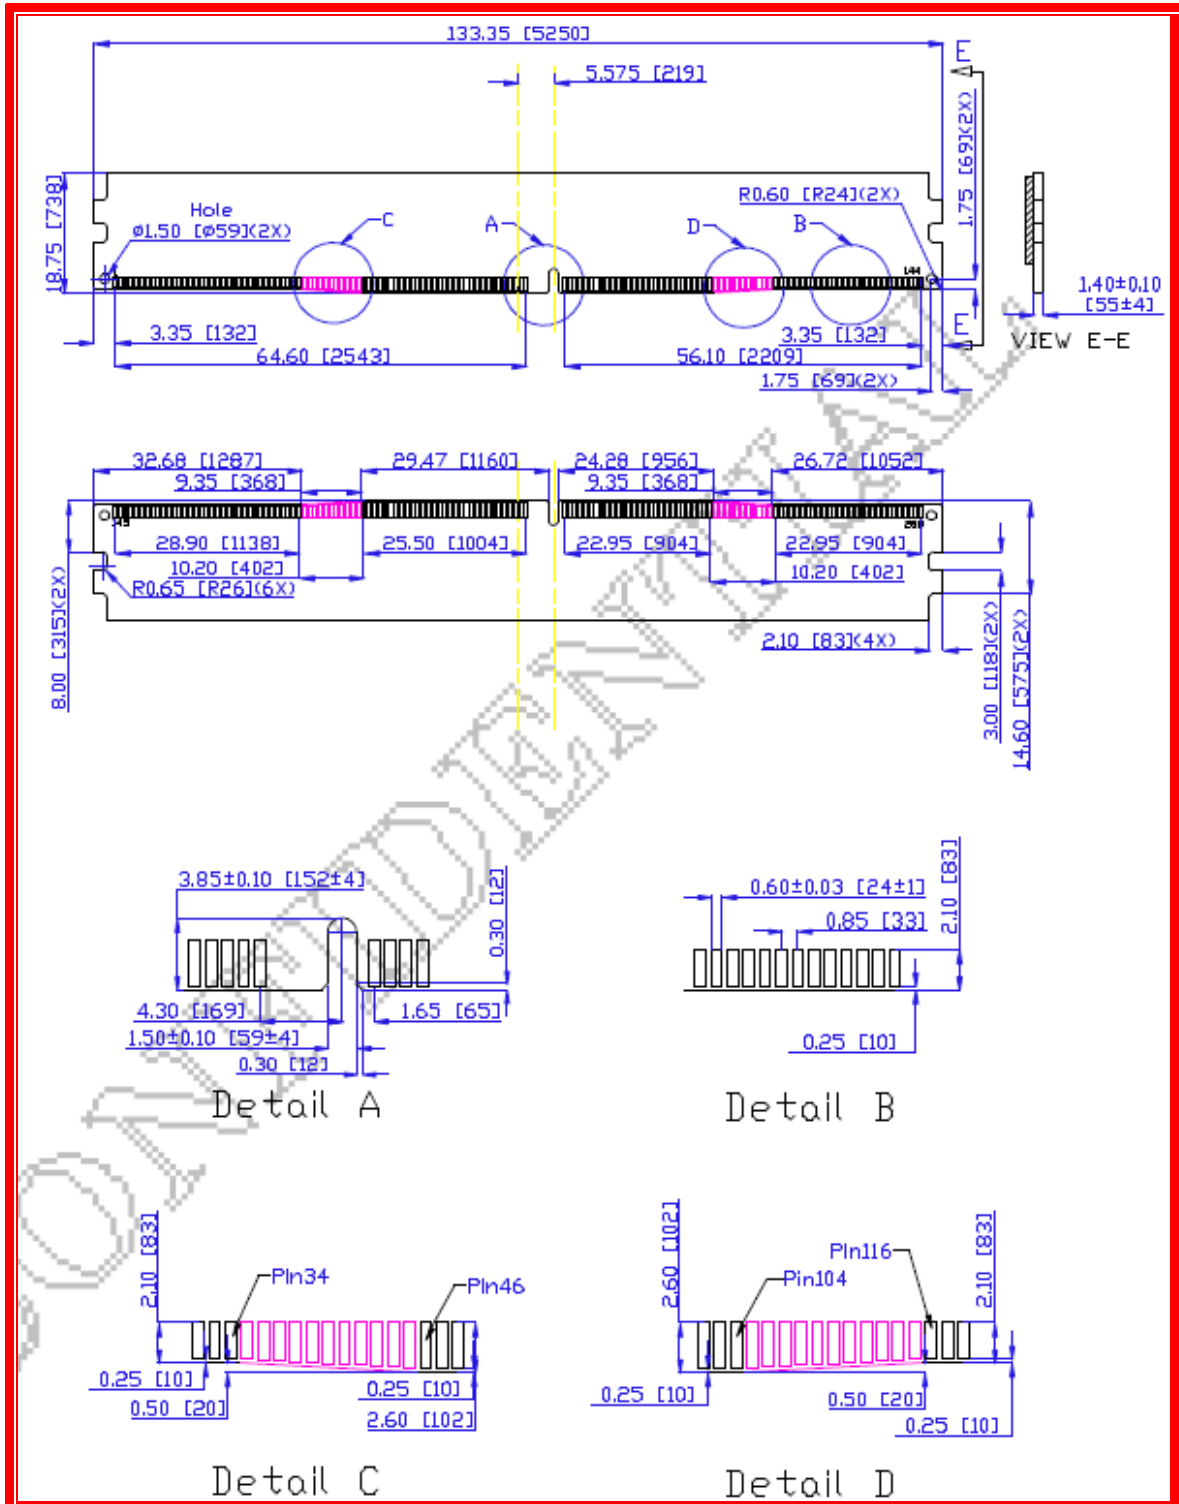 133.35 [5250]
E
5.575 [219]
1.75 [69](2X)
18.75 [738]
Hole
ø1.50 [ø59](2X)
C
A
D
B
R0.60 [R24](2X)
144
1.40±0.10
[55±4]
3.35 [132]
3.35 [132]
E
VIEW E-E
64.60 [2543]
56.10 [2209]
1.75 [69](2X)
32.68 [1287]
29.47 [1160]
24.28 [956]
26.72 [1052]
9.35 [368]
9.35 [368]
145
28.90 [1138]
25.50 [1004]
22.95 [904]
22.95 [904]
10.20 [402]
10.20 [402]
R0.65 [R26](6X)
8.00 [315](2X)
2.10 [83](4X)
3.00 [118](2X)
14.60 [575](2X)
CONFIDENTIAL
3.85±0.10 [152±4]
0.30 [12]
4.30 [169]
1.65 [65]
1.50±0.10 [59±4]
0.30 [12]
Detail A
0.60±0.03 [24±1]
0.85 [33]
2.10 [83]
0.25 [10]
Detail B
2.10 [83]
Pin34
Pin46
0.25 [10]
0.50 [20]
0.25 [10]
2.60 [102]
Detail C
2.60 [102]
Pin116
Pin104
2.10 [83]
0.25 [10]
0.50 [20]
0.25 [10]
Detail D